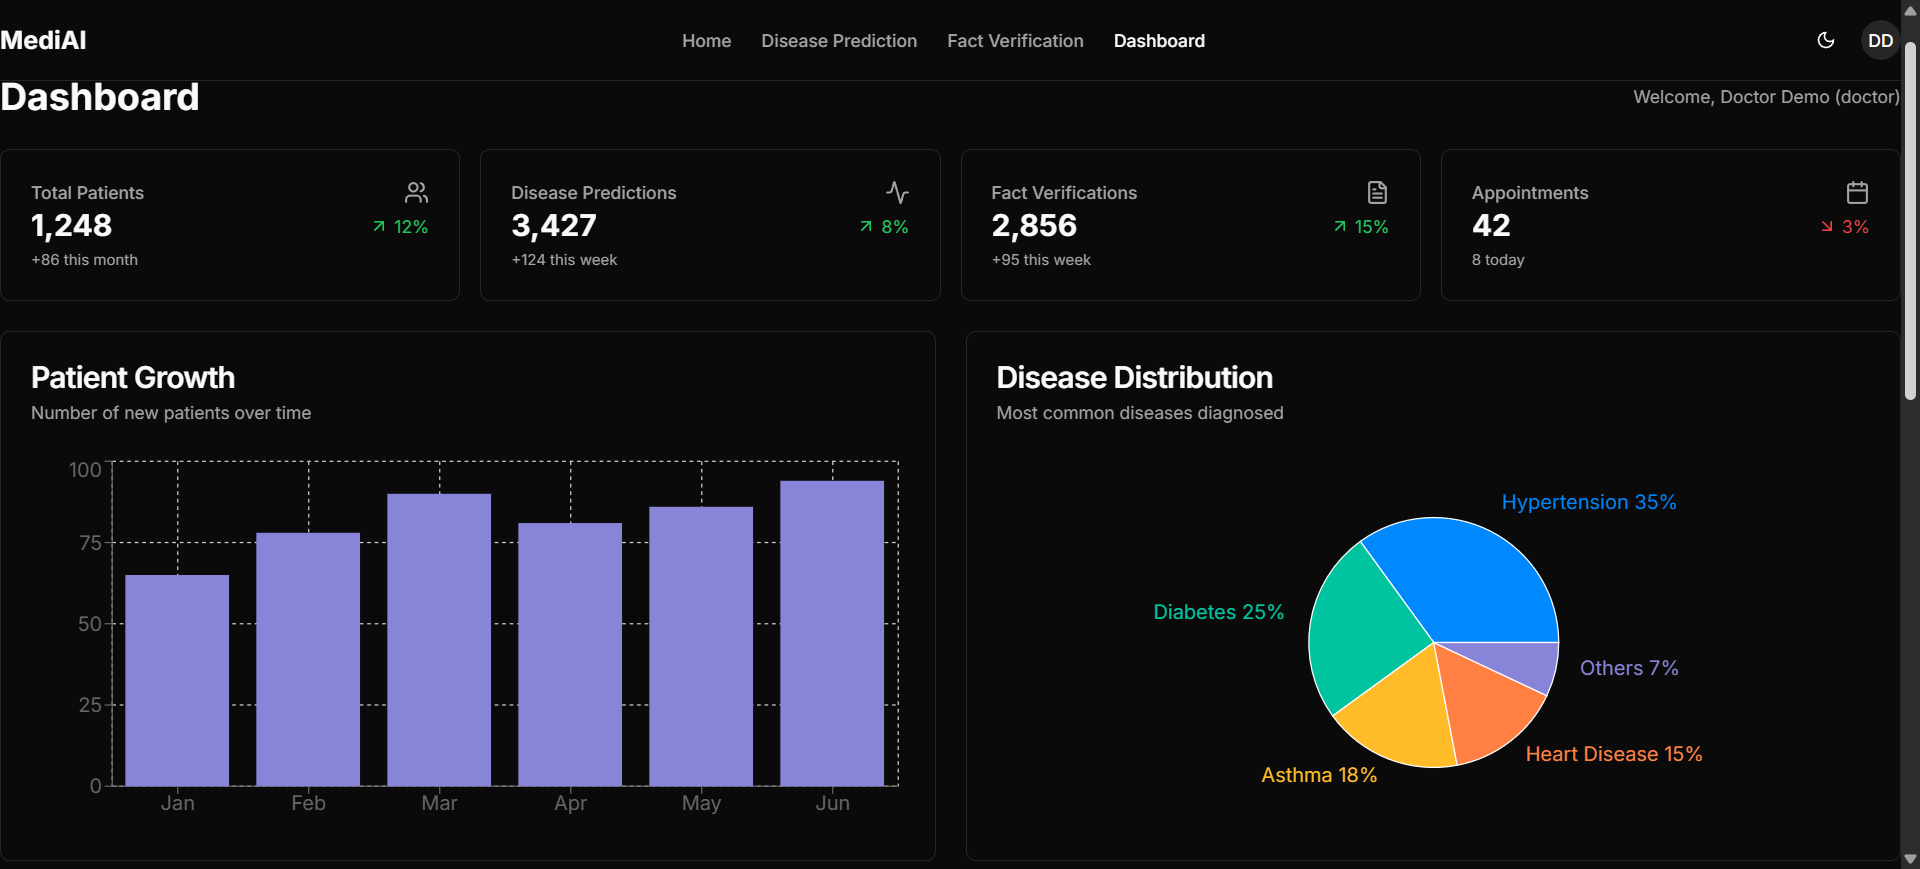 MediAI
Home Disease Prediction Fact Verification Dashboard
DD
Dashboard
Welcome, Doctor Demo (doctor)
Total Patients
1,248 12%
+86 this month
Disease Predictions
3,427 8%
+124 this week
Fact Verifications
2,856 15%
+95 this week
Appointments
42 3%
8 today
Patient Growth
Number of new patients over time
100
75
50
25
0
Jan Feb Mar Apr May Jun
Disease Distribution
Most common diseases diagnosed
Hypertension 35%
Diabetes 25%
Others 7%
Heart Disease 15%
Asthma 18%